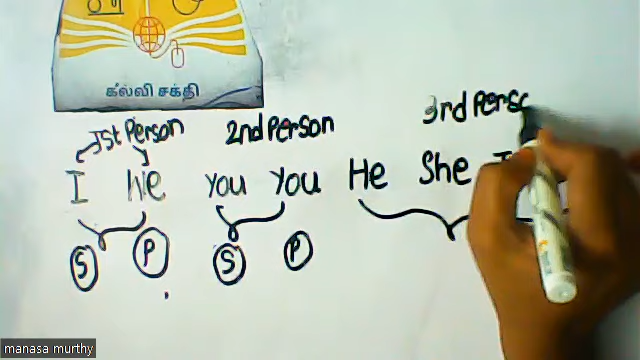 கல்வி சக்தி
1st Person 2nd Person 3rd Perso
I We You You He She
S P S P
manasa murthy